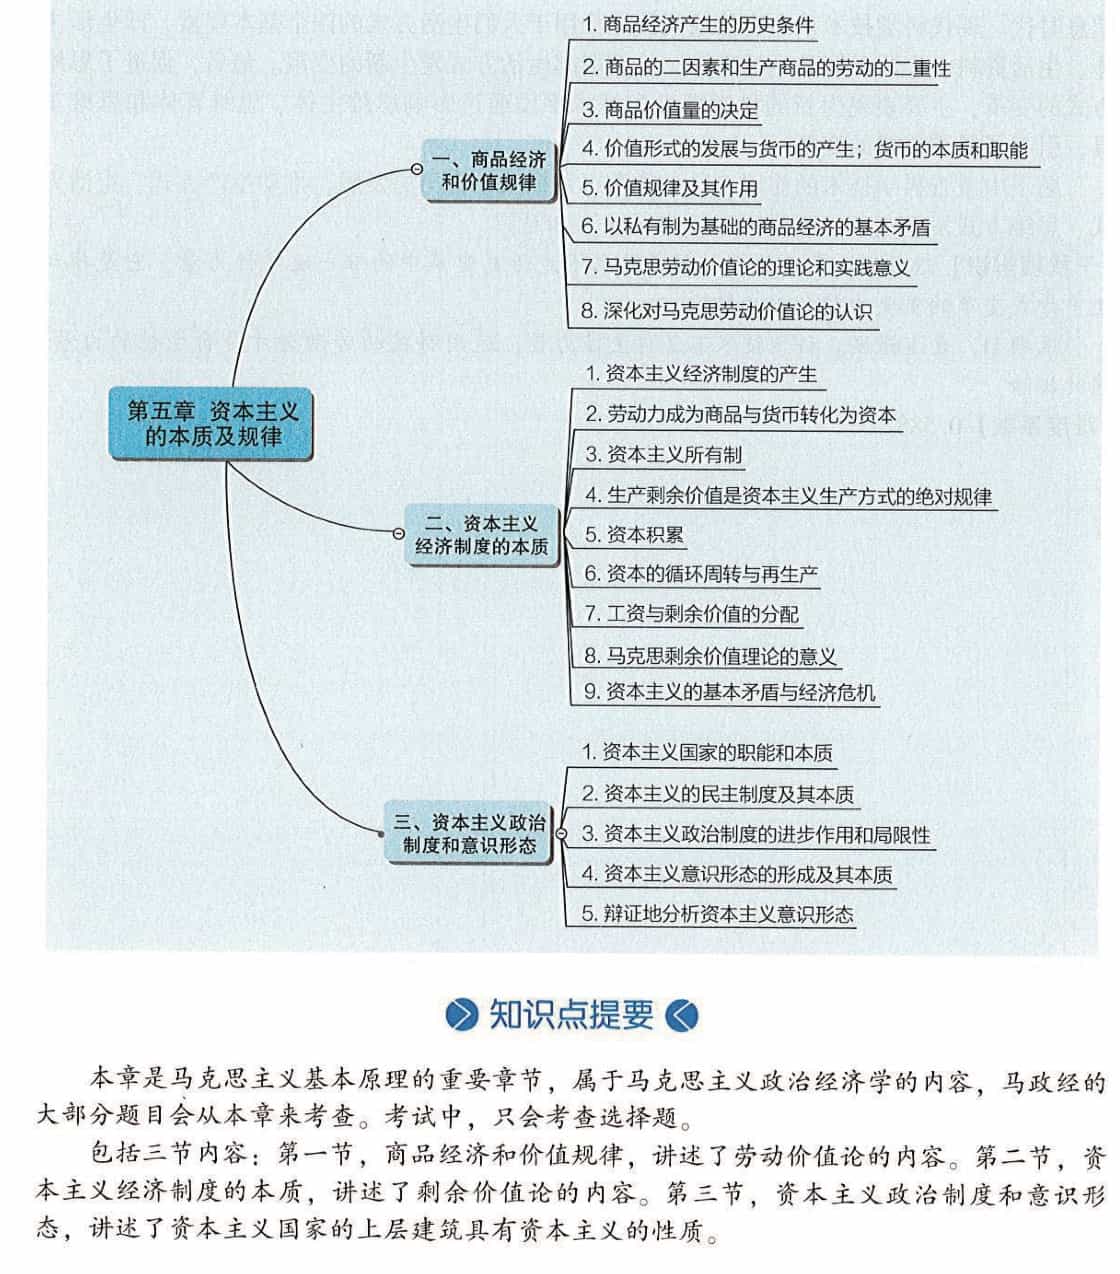 1. 商品经济产生的历史条件
2. 商品的二因素和生产商品的劳动的二重性
3. 商品价值量的决定
一、商品经济
和价值规律
4. 价值形式的发展与货币的产生；货币的本质和职能
5. 价值规律及其作用
6. 以私有制为基础的商品经济的基本矛盾
7. 马克思劳动价值论的理论和实践意义
8. 深化对马克思劳动价值论的认识
第五章 资本主义
的本质及规律
1. 资本主义经济制度的产生
2. 劳动力成为商品与货币转化为资本
3. 资本主义所有制
4. 生产剩余价值是资本主义生产方式的绝对规律
二、资本主义
经济制度的本质
5. 资本积累
6. 资本的循环周转与再生产
7. 工资与剩余价值的分配
8. 马克思剩余价值理论的意义
9. 资本主义的基本矛盾与经济危机
1. 资本主义国家的职能和本质
2. 资本主义的民主制度及其本质
三、资本主义政治
制度和意识形态
3. 资本主义政治制度的进步作用和局限性
4. 资本主义意识形态的形成及其本质
5. 辩证地分析资本主义意识形态
知识点提要
本章是马克思主义基本原理的重要章节，属于马克思主义政治经济学的内容，马政经的
大部分题目会从本章来考查。考试中，只会考查选择题。
包括三节内容：第一节，商品经济和价值规律，讲述了劳动价值论的内容。第二节，资
本主义经济制度的本质，讲述了剩余价值论的内容。第三节，资本主义政治制度和意识形
态，讲述了资本主义国家的上层建筑具有资本主义的性质。